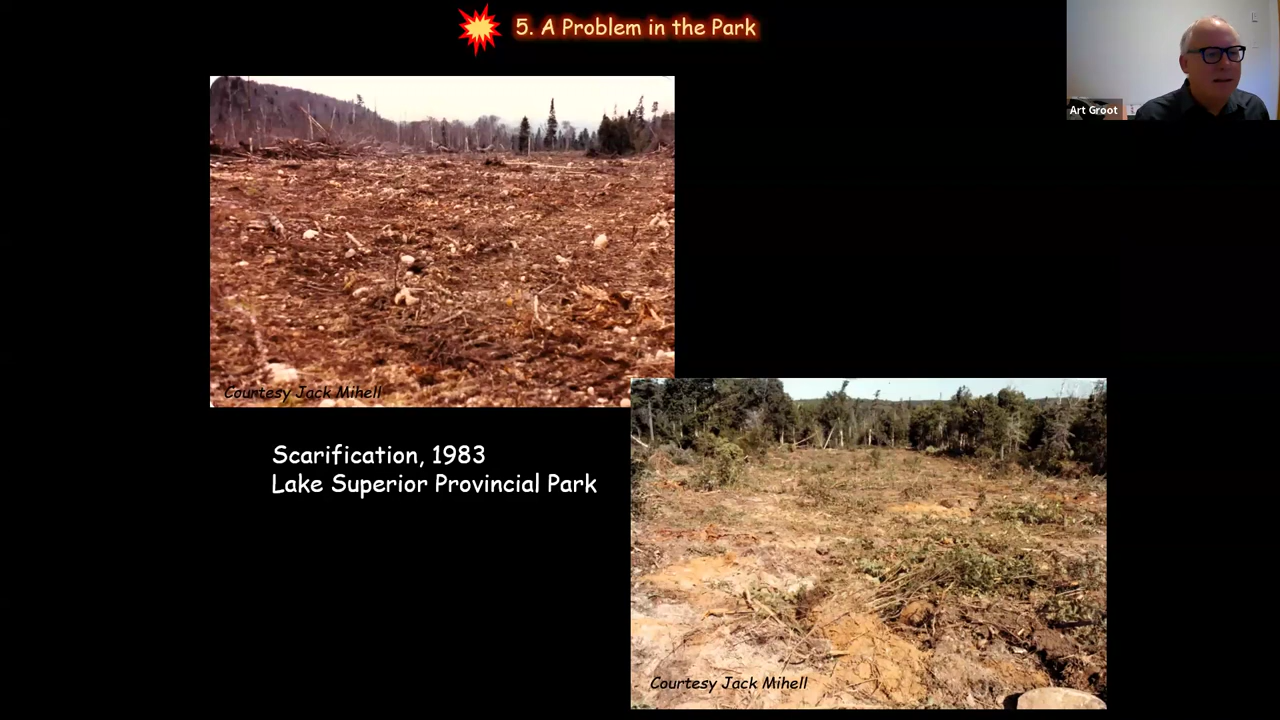 5. A Problem in the Park
Art Groot
Courtesy Jack Mihell
Scarification, 1983
Lake Superior Provincial Park
Courtesy Jack Mihell